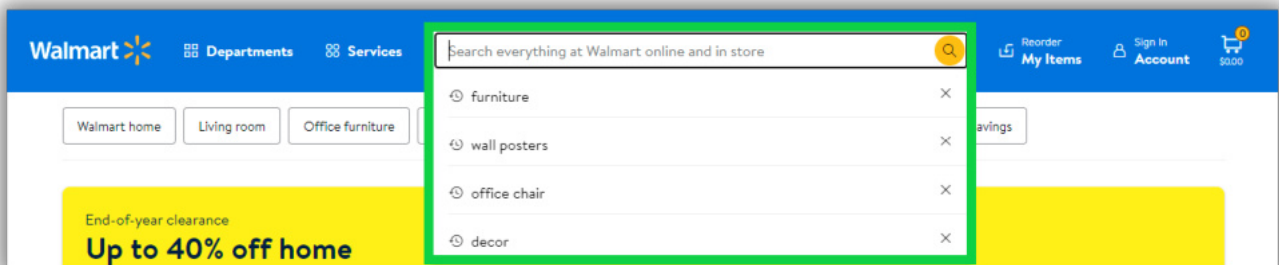 Walmart
Departments
Services
Search everything at Walmart online and in store
Reorder
My Items
Sign In
Account
0
$0.00
furniture
wall posters
office chair
decor
Walmart home
Living room
Office furniture
avings
End-of-year clearance
Up to 40% off home